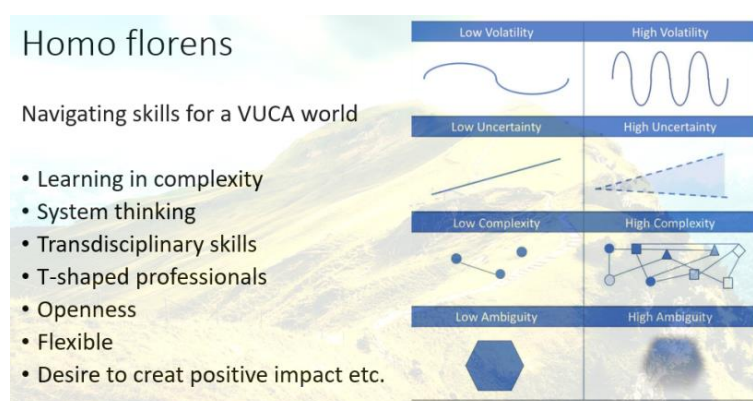 Homo florens
Navigating skills for a VUCA world
• Learning in complexity
• System thinking
• Transdisciplinary skills
• T-shaped professionals
• Openness
• Flexible
• Desire to creat positive impact etc.
Low Volatility
High Volatility
Low Uncertainty
High Uncertainty
Low Complexity
High Complexity
Low Ambiguity
High Ambiguity